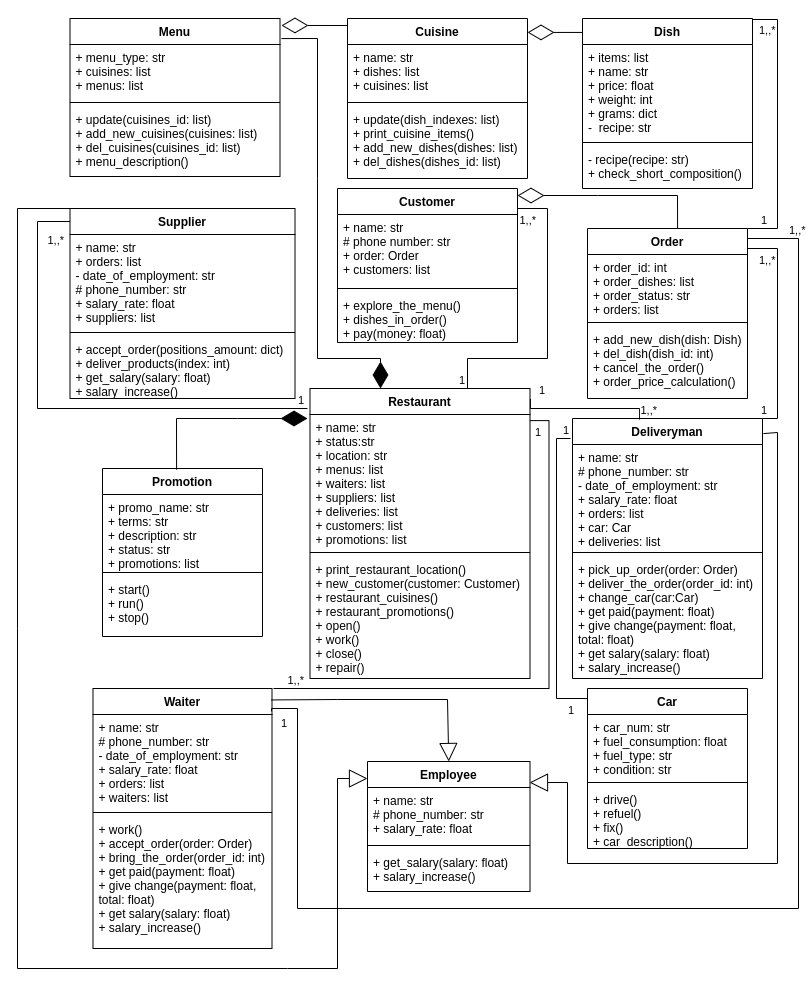 Menu
+ menu_type: str
+ cuisines: list
+ menus: list
+ update(cuisines_id: list)
+ add_new_cuisines(cuisines: list)
+ del_cuisines(cuisines_id: list)
+ menu_description()
Cuisine
+ name: str
+ dishes: list
+ cuisines: list
+ update(dish_indexes: list)
+ print_cuisine_items()
+ add_new_dishes(dishes: list)
+ del_dishes(dishes_id: list)
Dish
+ items: list
+ name: str
+ price: float
+ weight: int
+ grams: dict
- recipe: str
- recipe(recipe: str)
+ check_short_composition()
1,,*
1
Supplier
+ name: str
+ orders: list
- date_of_employment: str
# phone_number: str
+ salary_rate: float
+ suppliers: list
+ accept_order(positions_amount: dict)
+ deliver_products(index: int)
+ get_salary(salary: float)
+ salary_increase()
1,,*
1
Customer
+ name: str
# phone number: str
+ order: Order
+ customers: list
+ explore_the_menu()
+ dishes_in_order()
+ pay(money: float)
1,,*
1
Order
+ order_id: int
+ order_dishes: list
+ order_status: str
+ orders: list
+ add_new_dish(dish: Dish)
+ del_dish(dish_id: int)
+ cancel_the_order()
+ order_price_calculation()
1,,*
1,,*
1
Restaurant
+ name: str
+ status:str
+ location: str
+ menus: list
+ waiters: list
+ suppliers: list
+ deliveries: list
+ customers: list
+ promotions: list
+ print_restaurant_location()
+ new_customer(customer: Customer)
+ restaurant_cuisines()
+ restaurant_promotions()
+ open()
+ work()
+ close()
+ repair()
1
1,,*
1
1
Promotion
+ promo_name: str
+ terms: str
+ description: str
+ status: str
+ promotions: list
+ start()
+ run()
+ stop()
Deliveryman
+ name: str
# phone_number: str
- date_of_employment: str
+ salary_rate: float
+ orders: list
+ car: Car
+ deliveries: list
+ pick_up_order(order: Order)
+ deliver_the_order(order_id: int)
+ change_car(car:Car)
+ get paid(payment: float)
+ give change(payment: float,
total: float)
+ get salary(salary: float)
+ salary_increase()
1,,*
1
1
Waiter
+ name: str
# phone_number: str
- date_of_employment: str
+ salary_rate: float
+ orders: list
+ waiters: list
+ work()
+ accept_order(order: Order)
+ bring_the_order(order_id: int)
+ get paid(payment: float)
+ give change(payment: float,
total: float)
+ get salary(salary: float)
+ salary_increase()
Employee
+ name: str
# phone_number: str
+ salary_rate: float
+ get_salary(salary: float)
+ salary_increase()
Car
+ car_num: str
+ fuel_consumption: float
+ fuel_type: str
+ condition: str
+ drive()
+ refuel()
+ fix()
+ car_description()